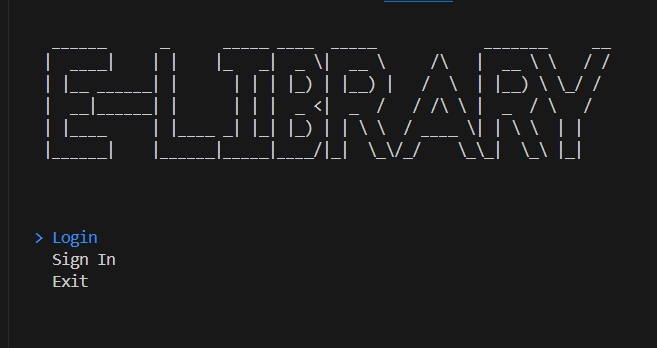 E-LIBRARY
> Login
Sign In
Exit